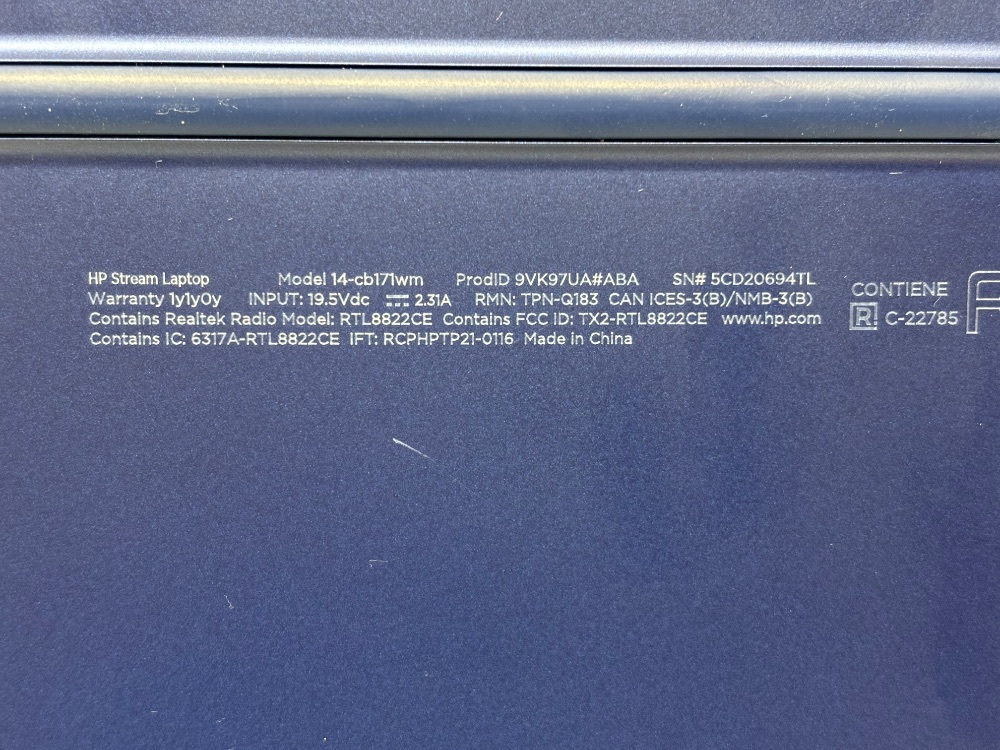 HP Stream Laptop Model 14-cb171wm ProdID 9VK97UA#ABA SN# 5CD20694TL
Warranty 1y1y0y INPUT: 19.5Vdc ⎓ 2.31A RMN: TPN-Q183 CAN ICES-3(B)/NMB-3(B)
Contains Realtek Radio Model: RTL8822CE Contains FCC ID: TX2-RTL8822CE www.hp.com
Contains IC: 6317A-RTL8822CE IFT: RCPHPTP21-0116 Made in China
CONTIENE
R C-22785